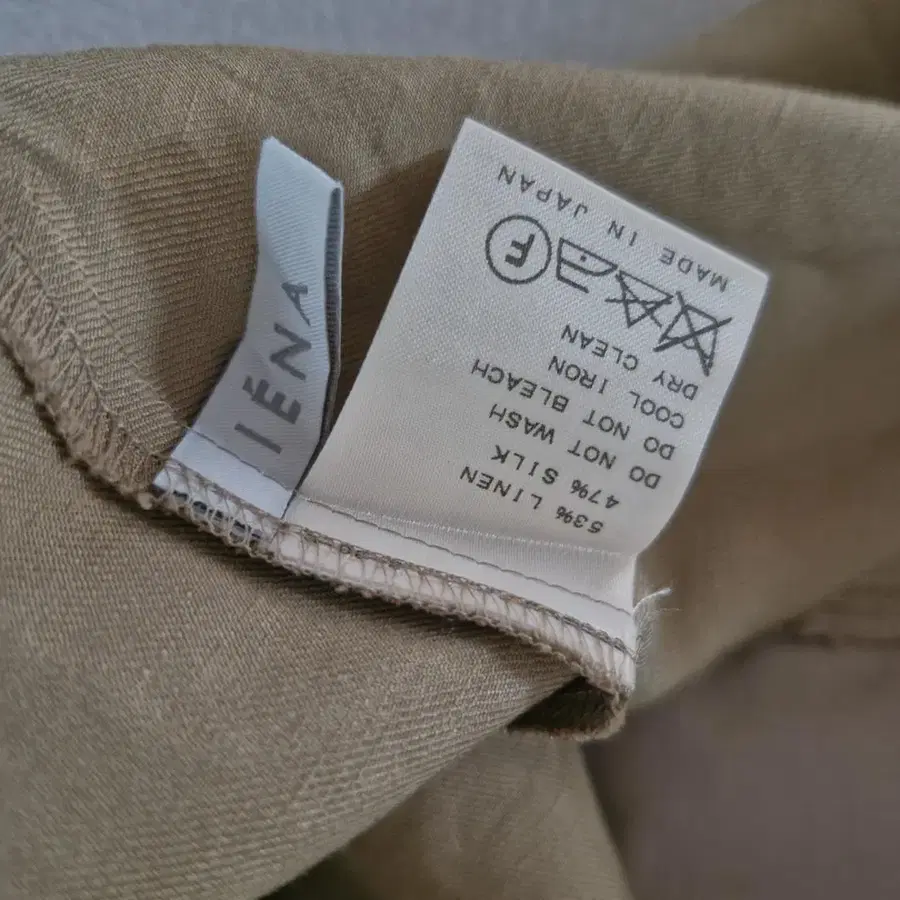 IÉNA
53% LINEN
47% SILK
DO NOT WASH
DO NOT BLEACH
COOL IRON
DRY CLEAN
F
MADE IN JAPAN